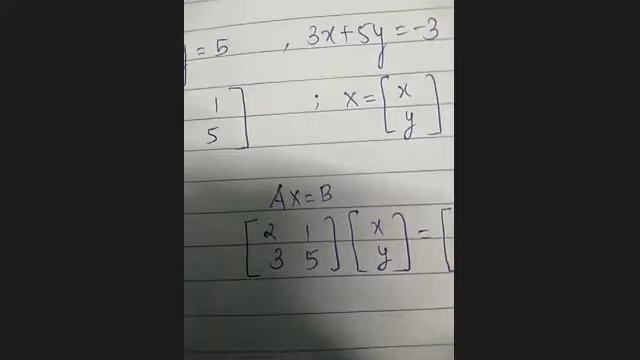 y = 5 , 3x+5y = -3
1
5 ] ; X = [ x
y ]
AX = B
[ 2 1
3 5 ] [ x
y ] = [